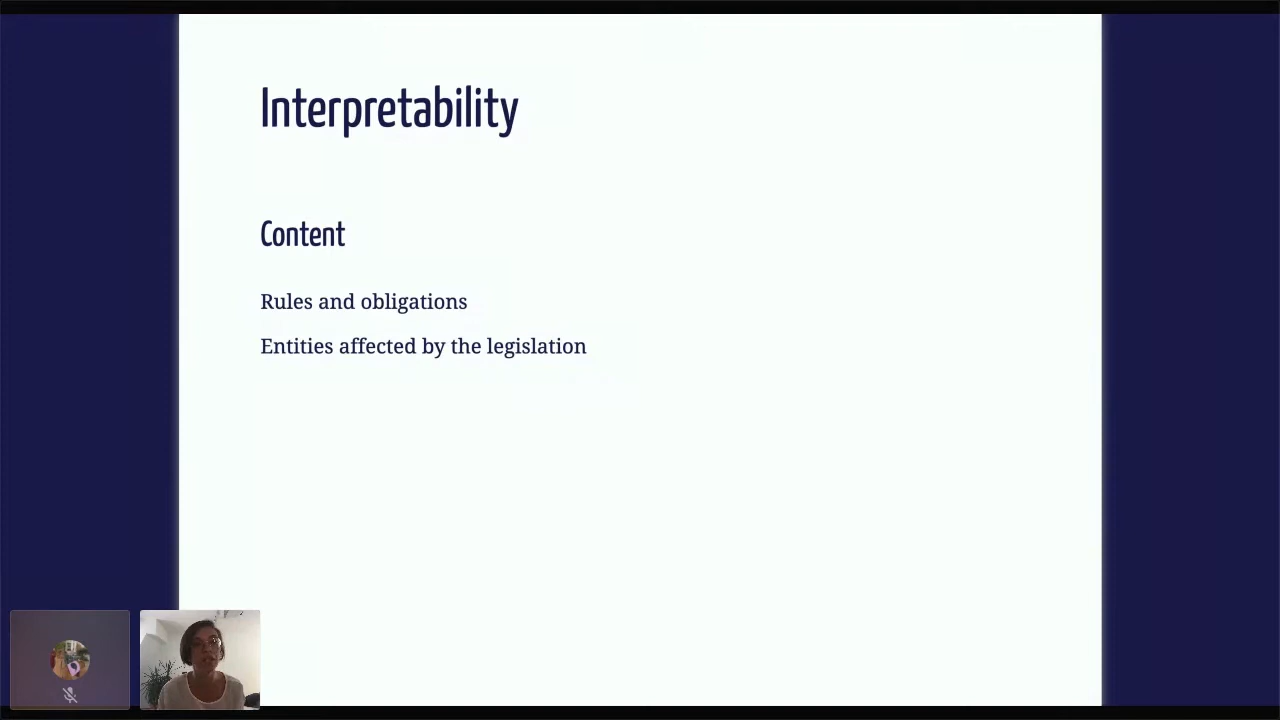 Interpretability
Content
Rules and obligations
Entities affected by the legislation